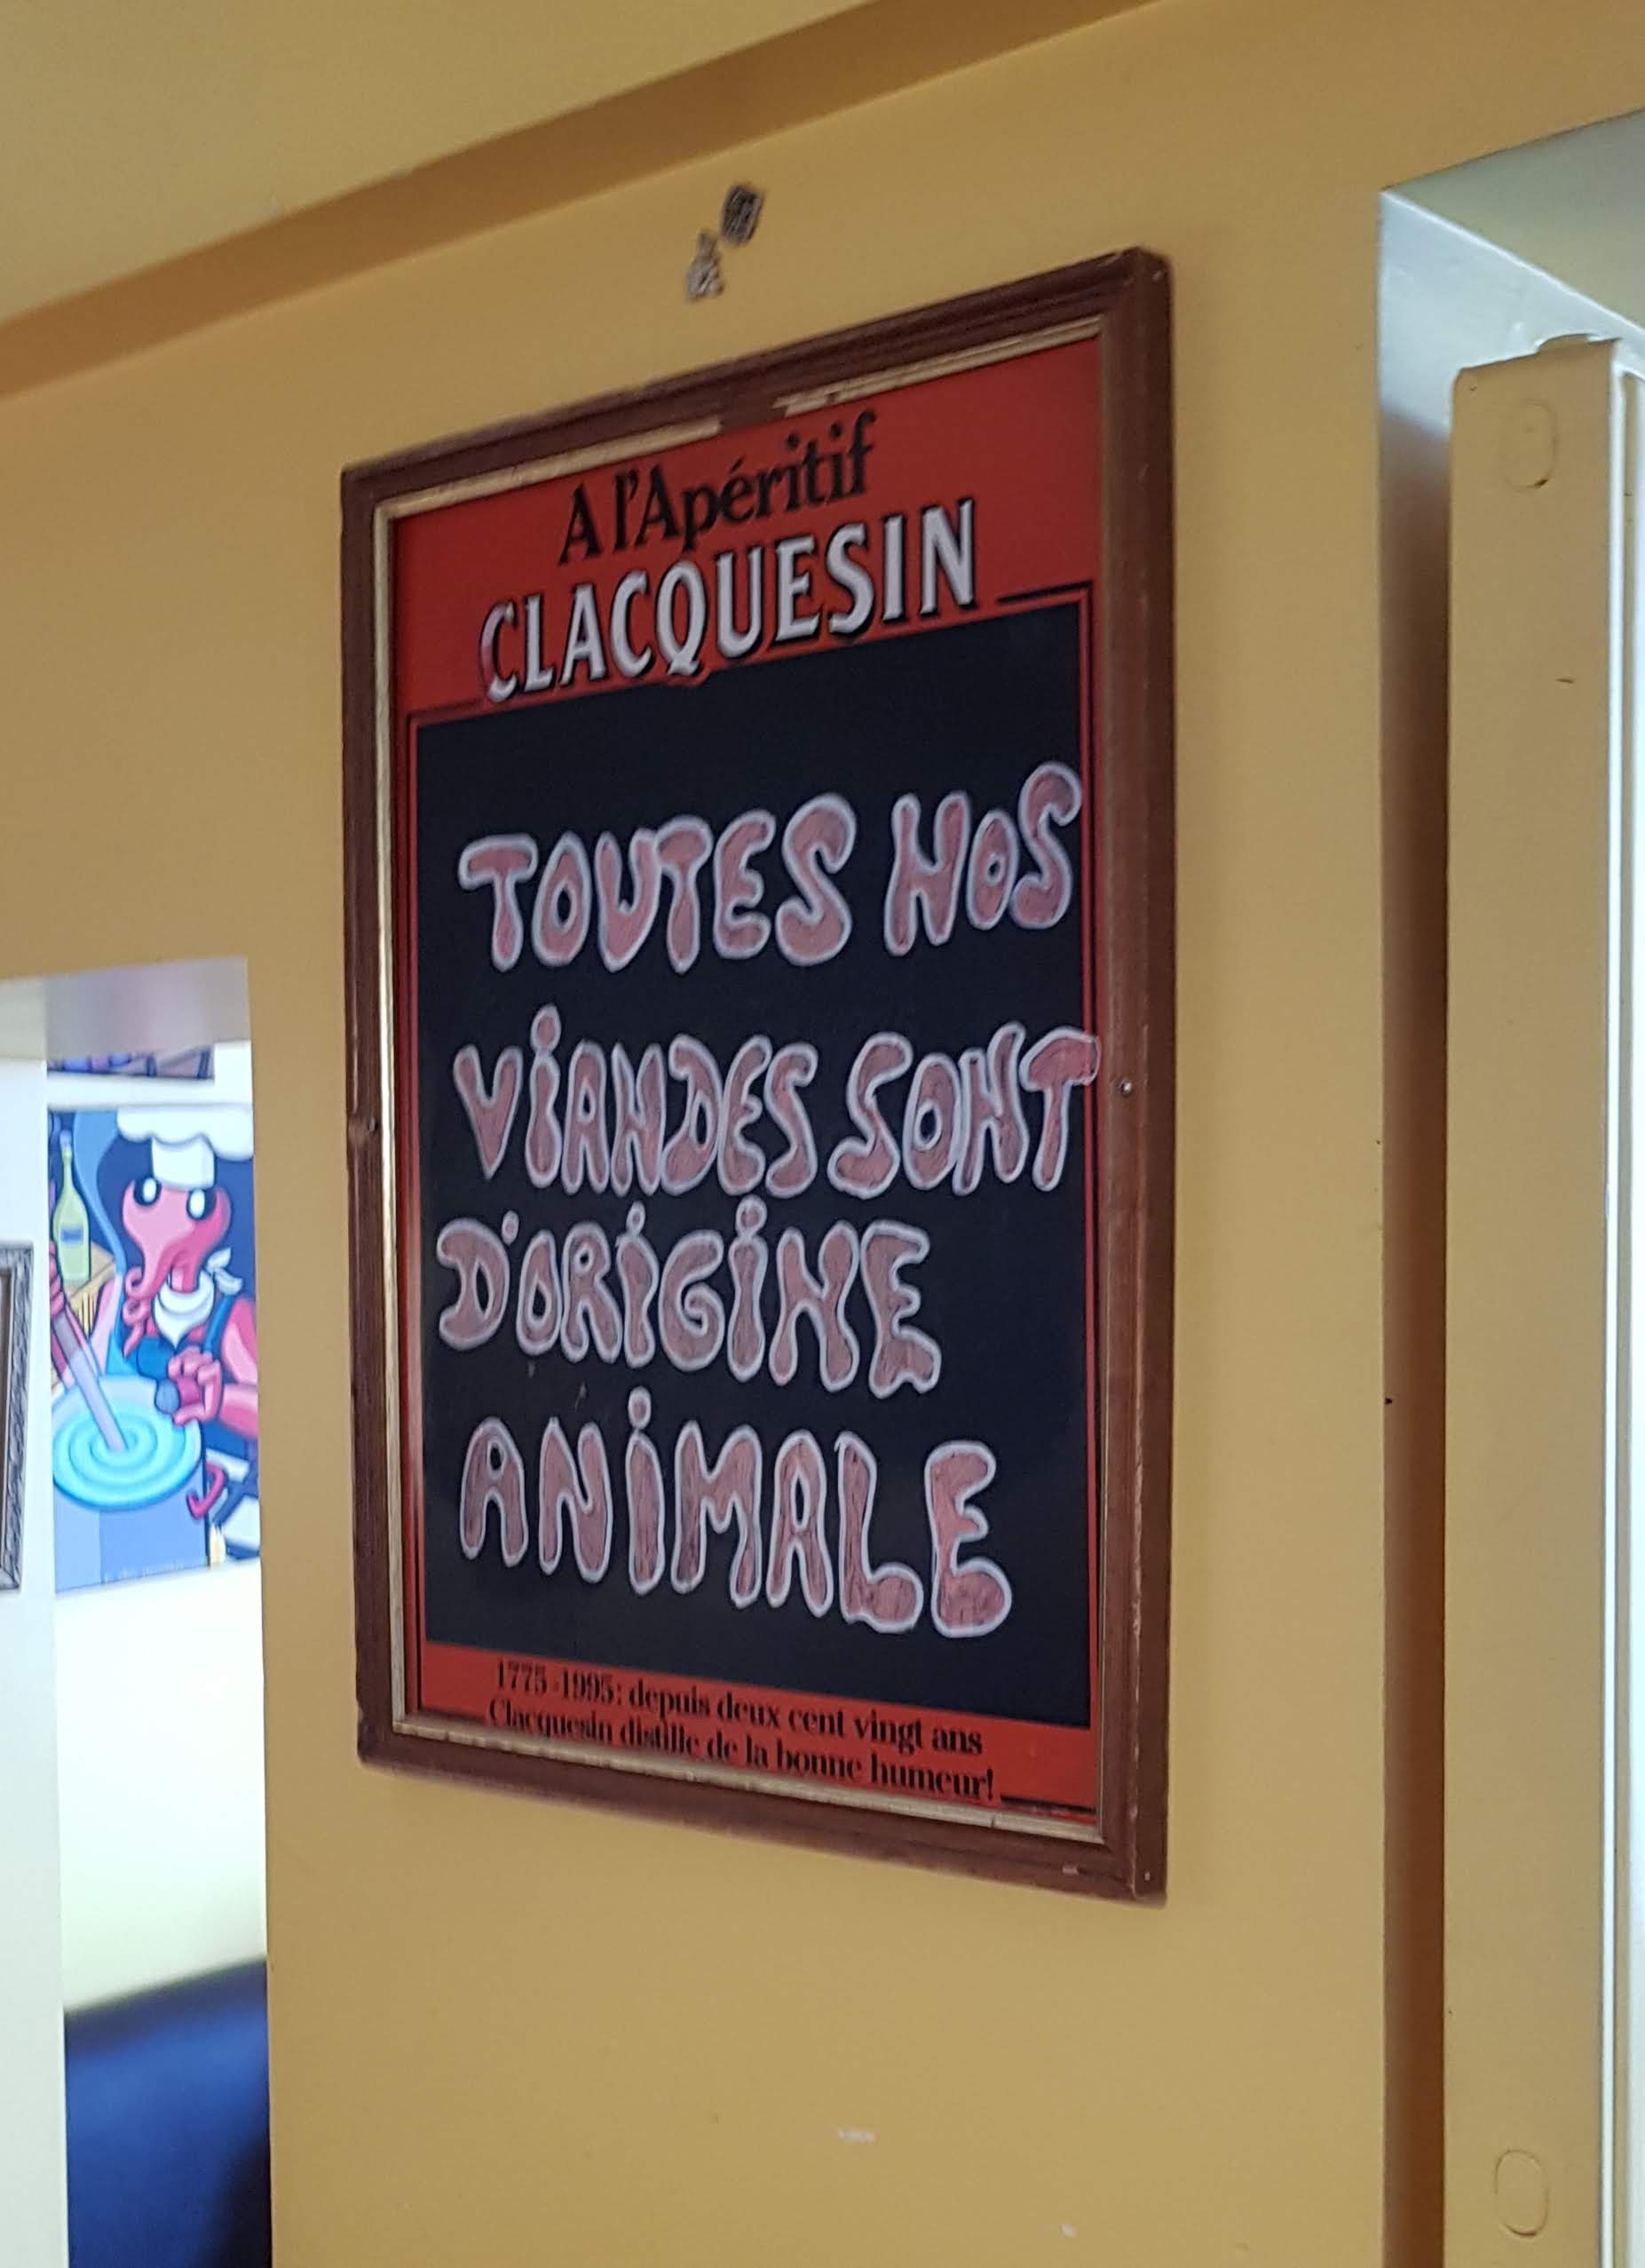 A l'Apéritif
CLACQUESIN
TOUTES NOS
ViANDES SONT
D'ORiGiNE
ANiMALE
1775-1995: depuis deux cent vingt ans
Clacquesin distille de la bonne humeur!